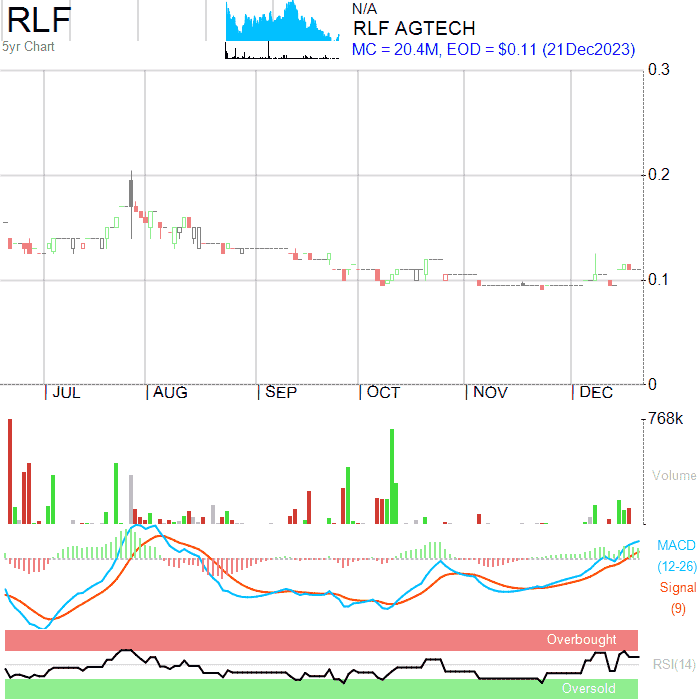 RLF
5yr Chart
N/A
RLF AGTECH
MC = 20.4M, EOD = $0.11 (21Dec2023)
0.3
0.2
0.1
0
JUL AUG SEP OCT NOV DEC
768k
Volume
MACD
(12-26)
Signal
(9)
Overbought
RSI(14)
Oversold